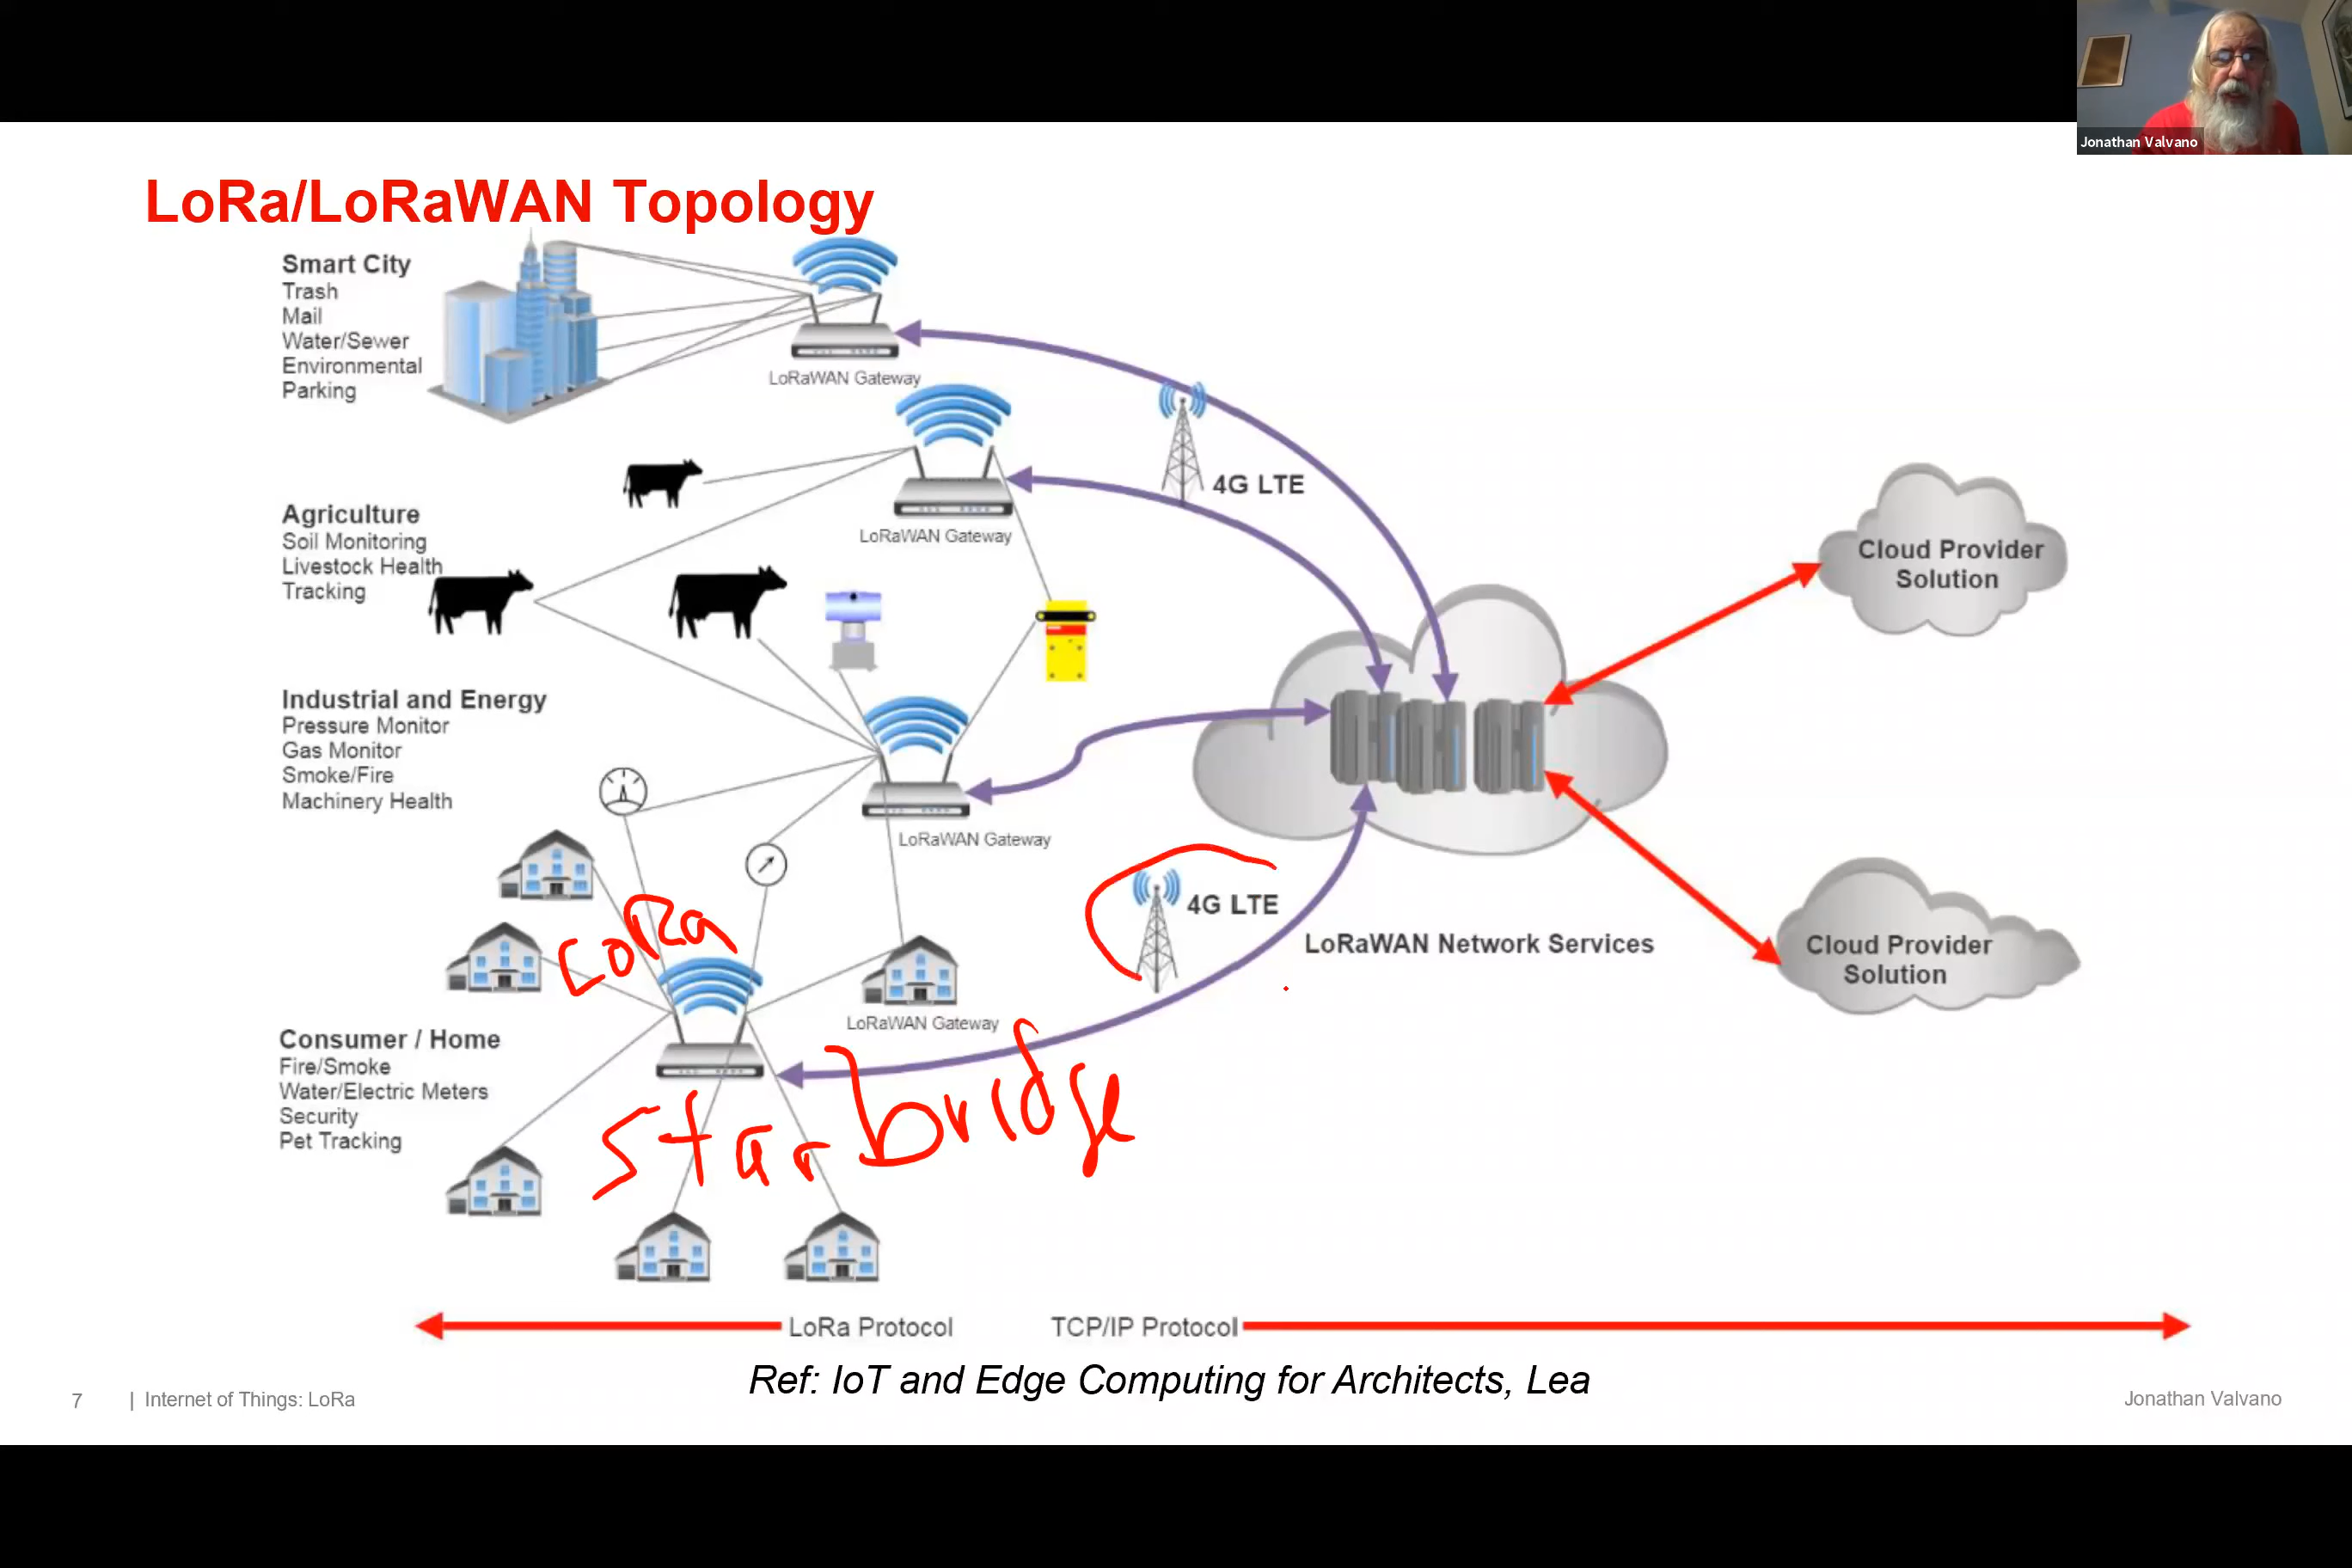 Jonathan Valvano
LoRa/LoRaWAN Topology
Smart City
Trash
Mail
Water/Sewer
Environmental
Parking
LoRaWAN Gateway
4G LTE
LoRaWAN Gateway
Agriculture
Soil Monitoring
Livestock Health
Tracking
Cloud Provider
Solution
Industrial and Energy
Pressure Monitor
Gas Monitor
Smoke/Fire
Machinery Health
LoRaWAN Gateway
LoRa
4G LTE
LoRaWAN Network Services
Cloud Provider
Solution
LoRaWAN Gateway
Consumer / Home
Fire/Smoke
Water/Electric Meters
Security
Pet Tracking
Star bridge
LoRa Protocol
TCP/IP Protocol
Ref: IoT and Edge Computing for Architects, Lea
7 | Internet of Things: LoRa
Jonathan Valvano